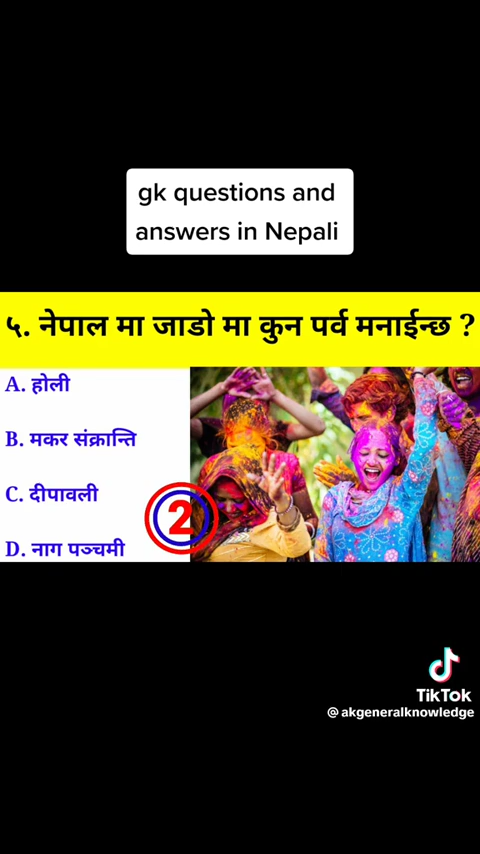 gk questions and
answers in Nepali
५. नेपाल मा जाडो मा कुन पर्व मनाईन्छ ?
A. होली
B. मकर संक्रान्ति
C. दीपावली
2
D. नाग पञ्चमी
TikTok
@akgeneralknowledge